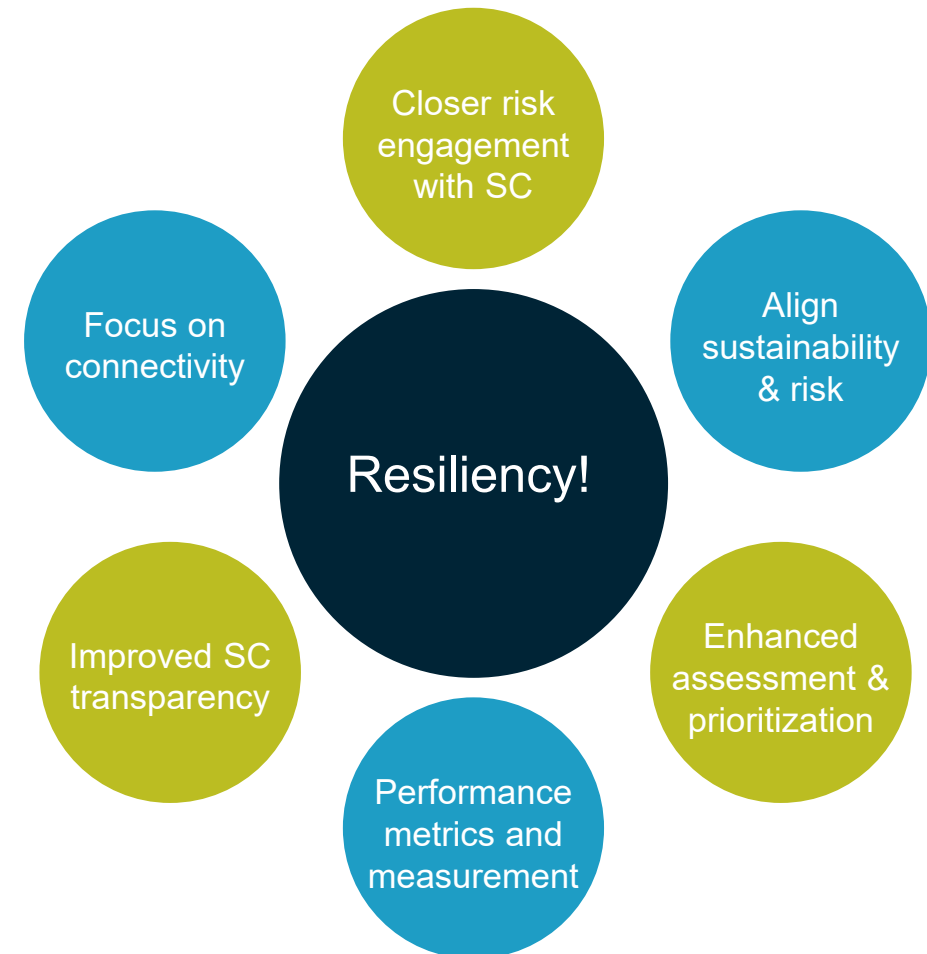 Closer risk
engagement
with SC
Align
sustainability
& risk
Enhanced
assessment &
prioritization
Performance
metrics and
measurement
Improved SC
transparency
Focus on
connectivity
Resiliency!